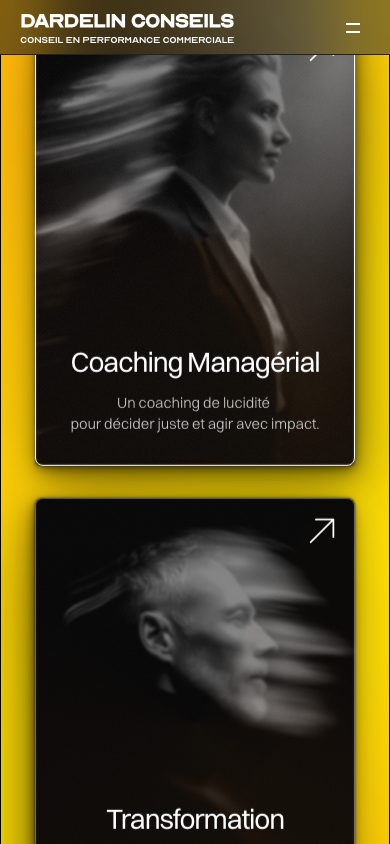 DARDELIN CONSEILS
CONSEIL EN PERFORMANCE COMMERCIALE
Coaching Managérial
Un coaching de lucidité
pour décider juste et agir avec impact.
Transformation